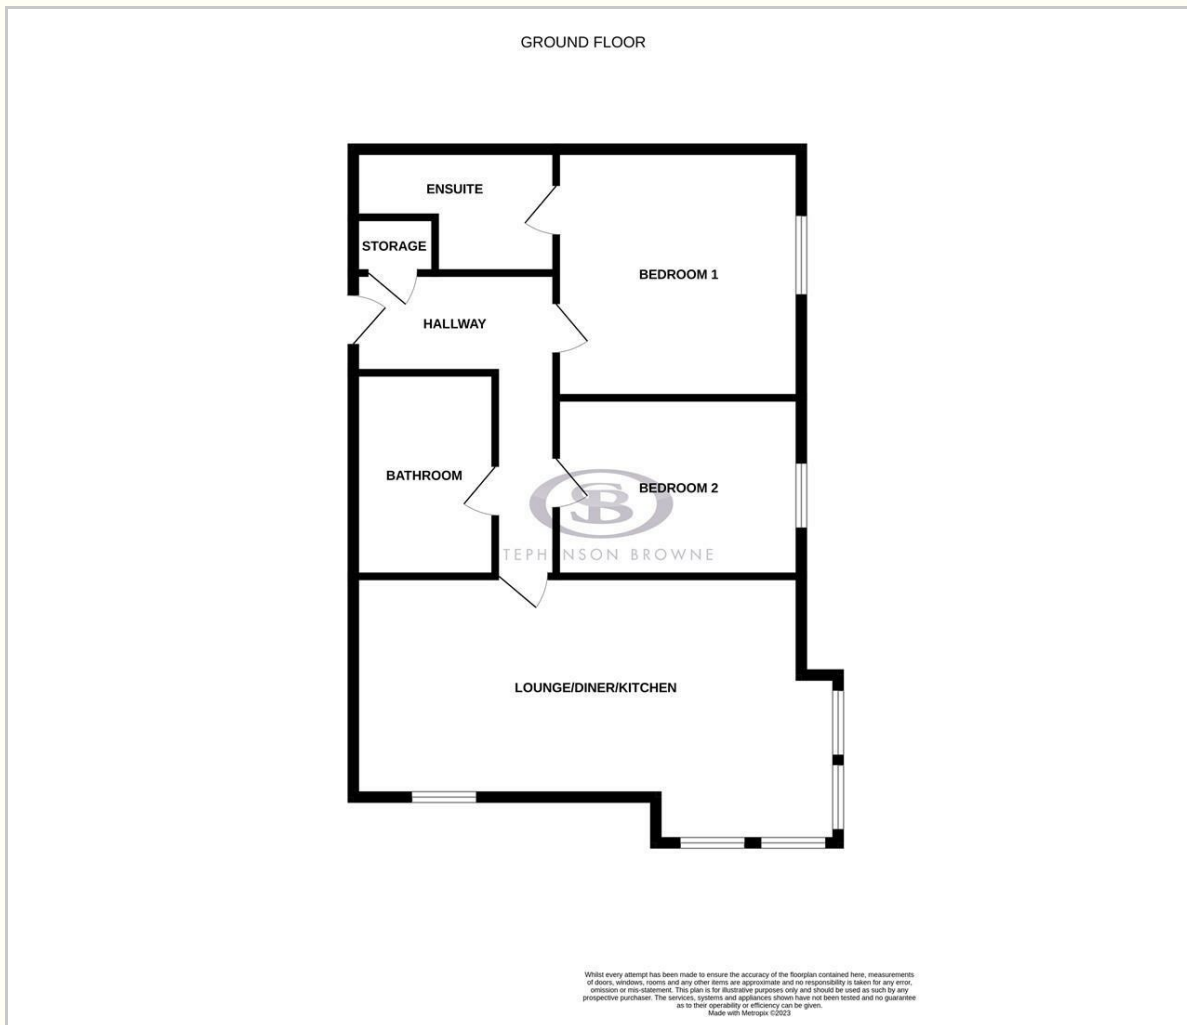 GROUND FLOOR
ENSUITE
STORAGE
BEDROOM 1
HALLWAY
BATHROOM
BEDROOM 2
SB
TEPH NSON BROWNE
LOUNGE/DINER/KITCHEN
Whilst every attempt has been made to ensure the accuracy of the floorplan contained here, measurements
of doors, windows, rooms and any other items are approximate and no responsibility is taken for any error,
omission or mis-statement. This plan is for illustrative purposes only and should be used as such by any
prospective purchaser. The services, systems and appliances shown have not been tested and no guarantee
as to their operability or efficiency can be given.
Made with Metropix ©2023